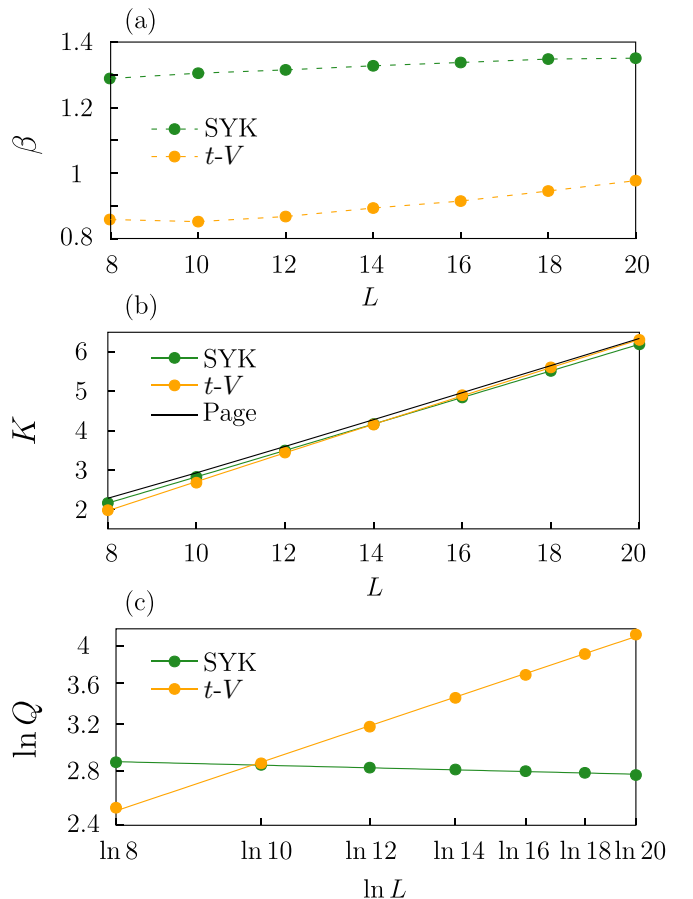 (a)
1.4
1.2
1
0.8
β
SYK
t-V
8 10 12 14 16 18 20
L
(b)
6
5
4
3
2
K
SYK
t-V
Page
8 10 12 14 16 18 20
L
(c)
4
3.6
3.2
2.8
2.4
ln Q
SYK
t-V
ln 8 ln 10 ln 12 ln 14 ln 16 ln 18 ln 20
ln L